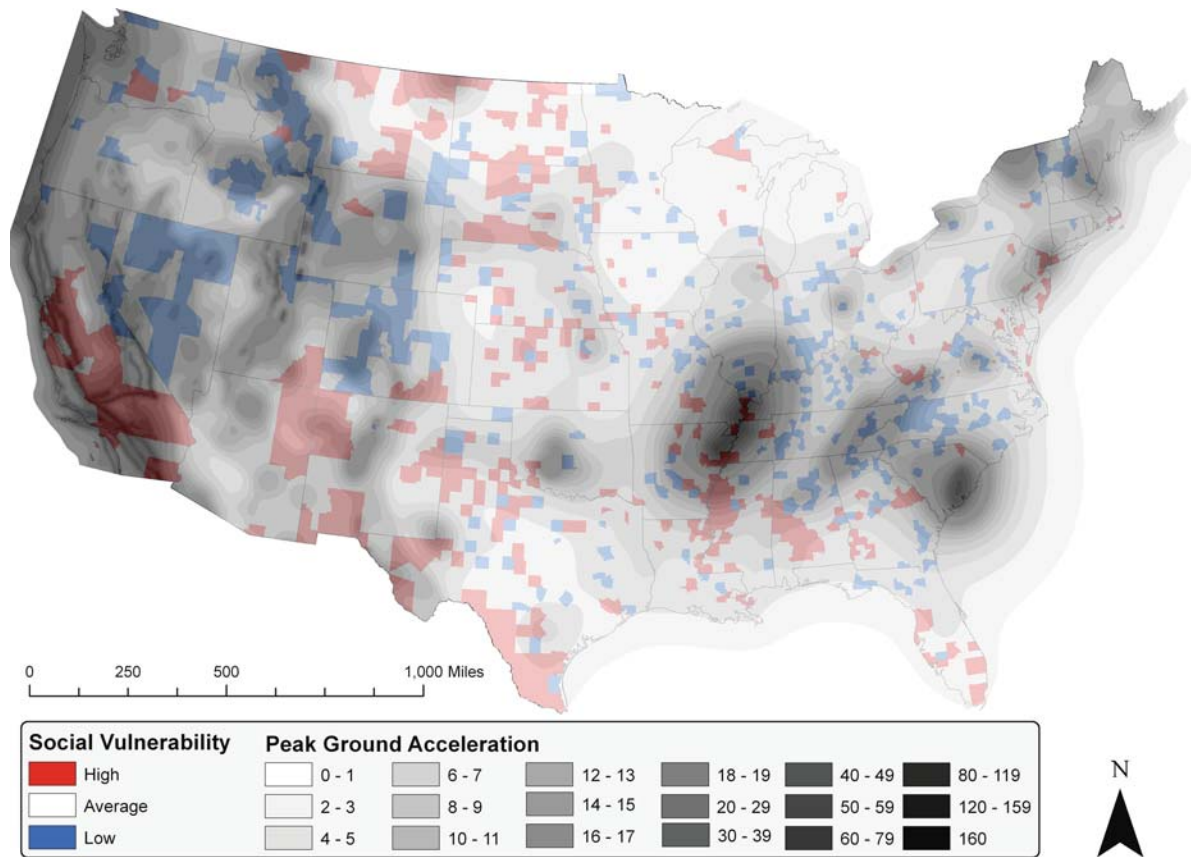 0 250 500 1,000 Miles
Social Vulnerability
High
Average
Low
Peak Ground Acceleration
0 - 1 6 - 7 12 - 13 18 - 19 40 - 49 80 - 119
2 - 3 8 - 9 14 - 15 20 - 29 50 - 59 120 - 159
4 - 5 10 - 11 16 - 17 30 - 39 60 - 79 160
N